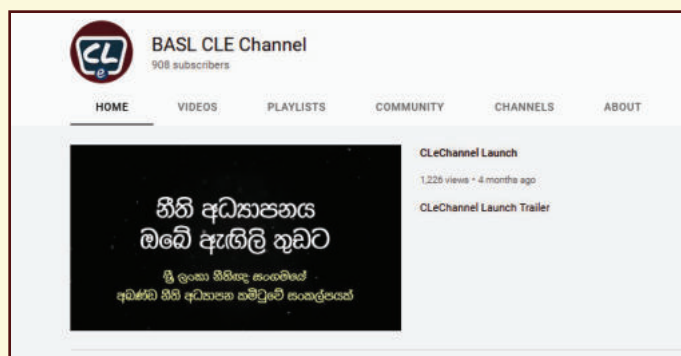 CL
e
BASL CLE Channel
908 subscribers
HOME VIDEOS PLAYLISTS COMMUNITY CHANNELS ABOUT
නීති අධ්‍යාපනය
ඔබේ ඇඟිලි තුඩට
ශ්‍රී ලංකා නීතිඥ සංගමයේ
අඛණ්ඩ නීති අධ්‍යාපන කමිටුවේ සංකල්පයක්
CLeChannel Launch
1,226 views • 4 months ago
CLeChannel Launch Trailer